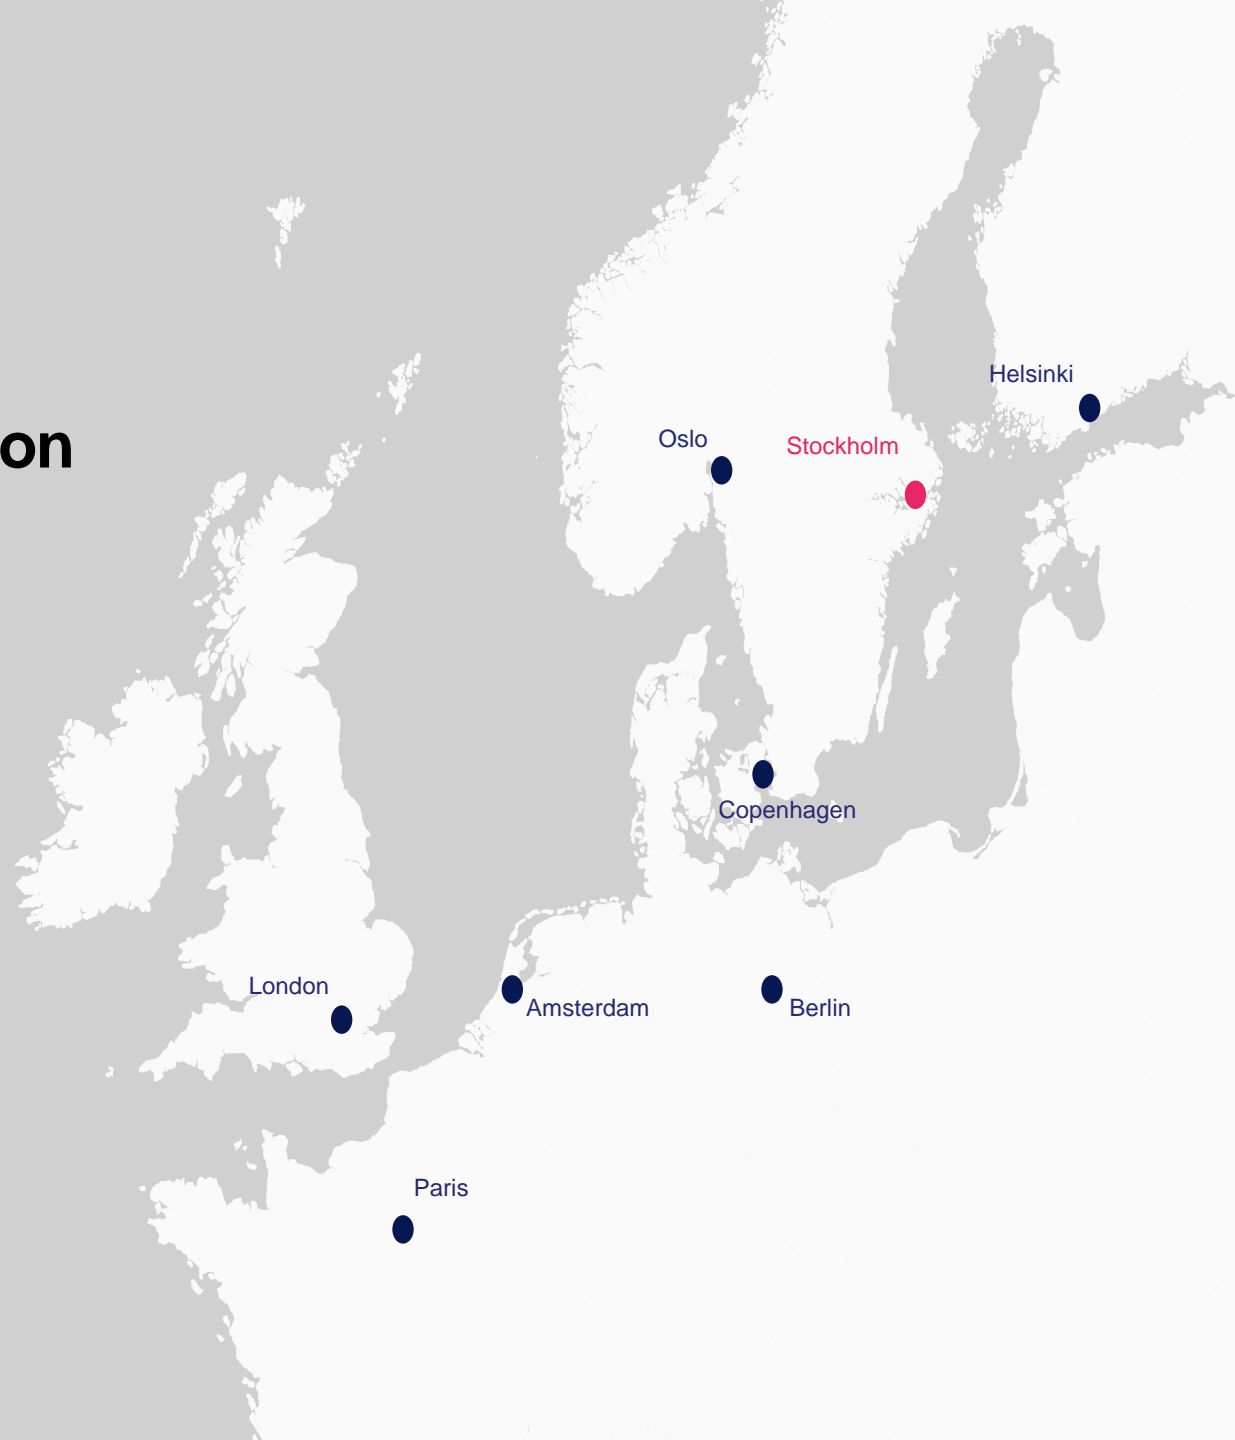 Helsinki
Oslo
Stockholm
on
Copenhagen
London
Amsterdam
Berlin
Paris